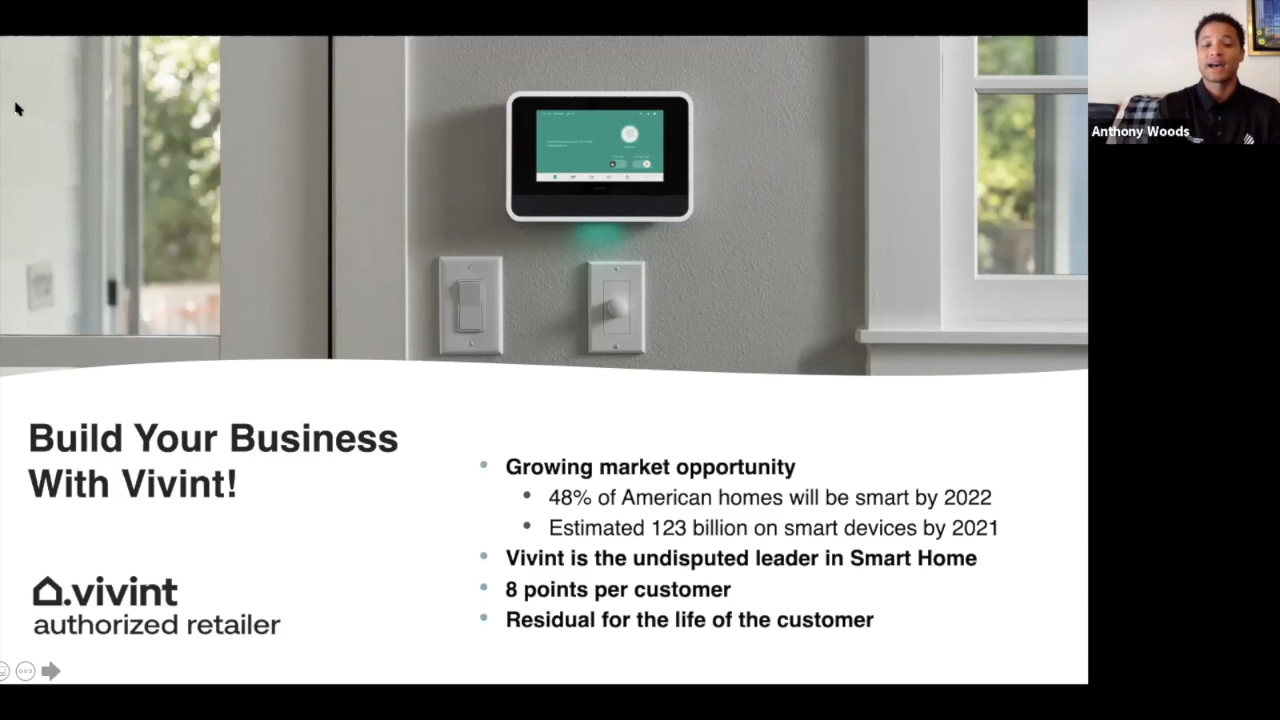 Anthony Woods
Build Your Business
With Vivint!
• Growing market opportunity
• 48% of American homes will be smart by 2022
• Estimated 123 billion on smart devices by 2021
• Vivint is the undisputed leader in Smart Home
• 8 points per customer
• Residual for the life of the customer
.vivint
authorized retailer